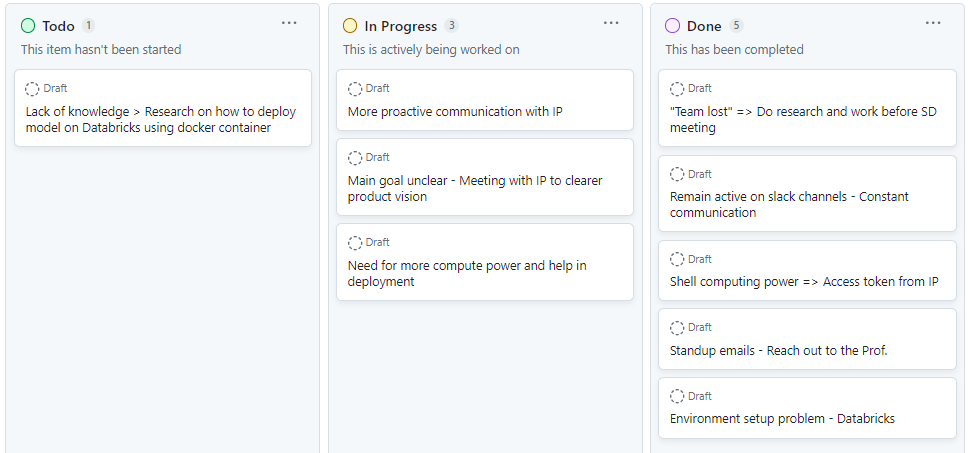 Todo 1 ...
This item hasn't been started
Draft
Lack of knowledge > Research on how to deploy
model on Databricks using docker container
In Progress 3 ...
This is actively being worked on
Draft
More proactive communication with IP
Draft
Main goal unclear - Meeting with IP to clearer
product vision
Draft
Need for more compute power and help in
deployment
Done 5 ...
This has been completed
Draft
"Team lost" => Do research and work before SD
meeting
Draft
Remain active on slack channels - Constant
communication
Draft
Shell computing power => Access token from IP
Draft
Standup emails - Reach out to the Prof.
Draft
Environment setup problem - Databricks